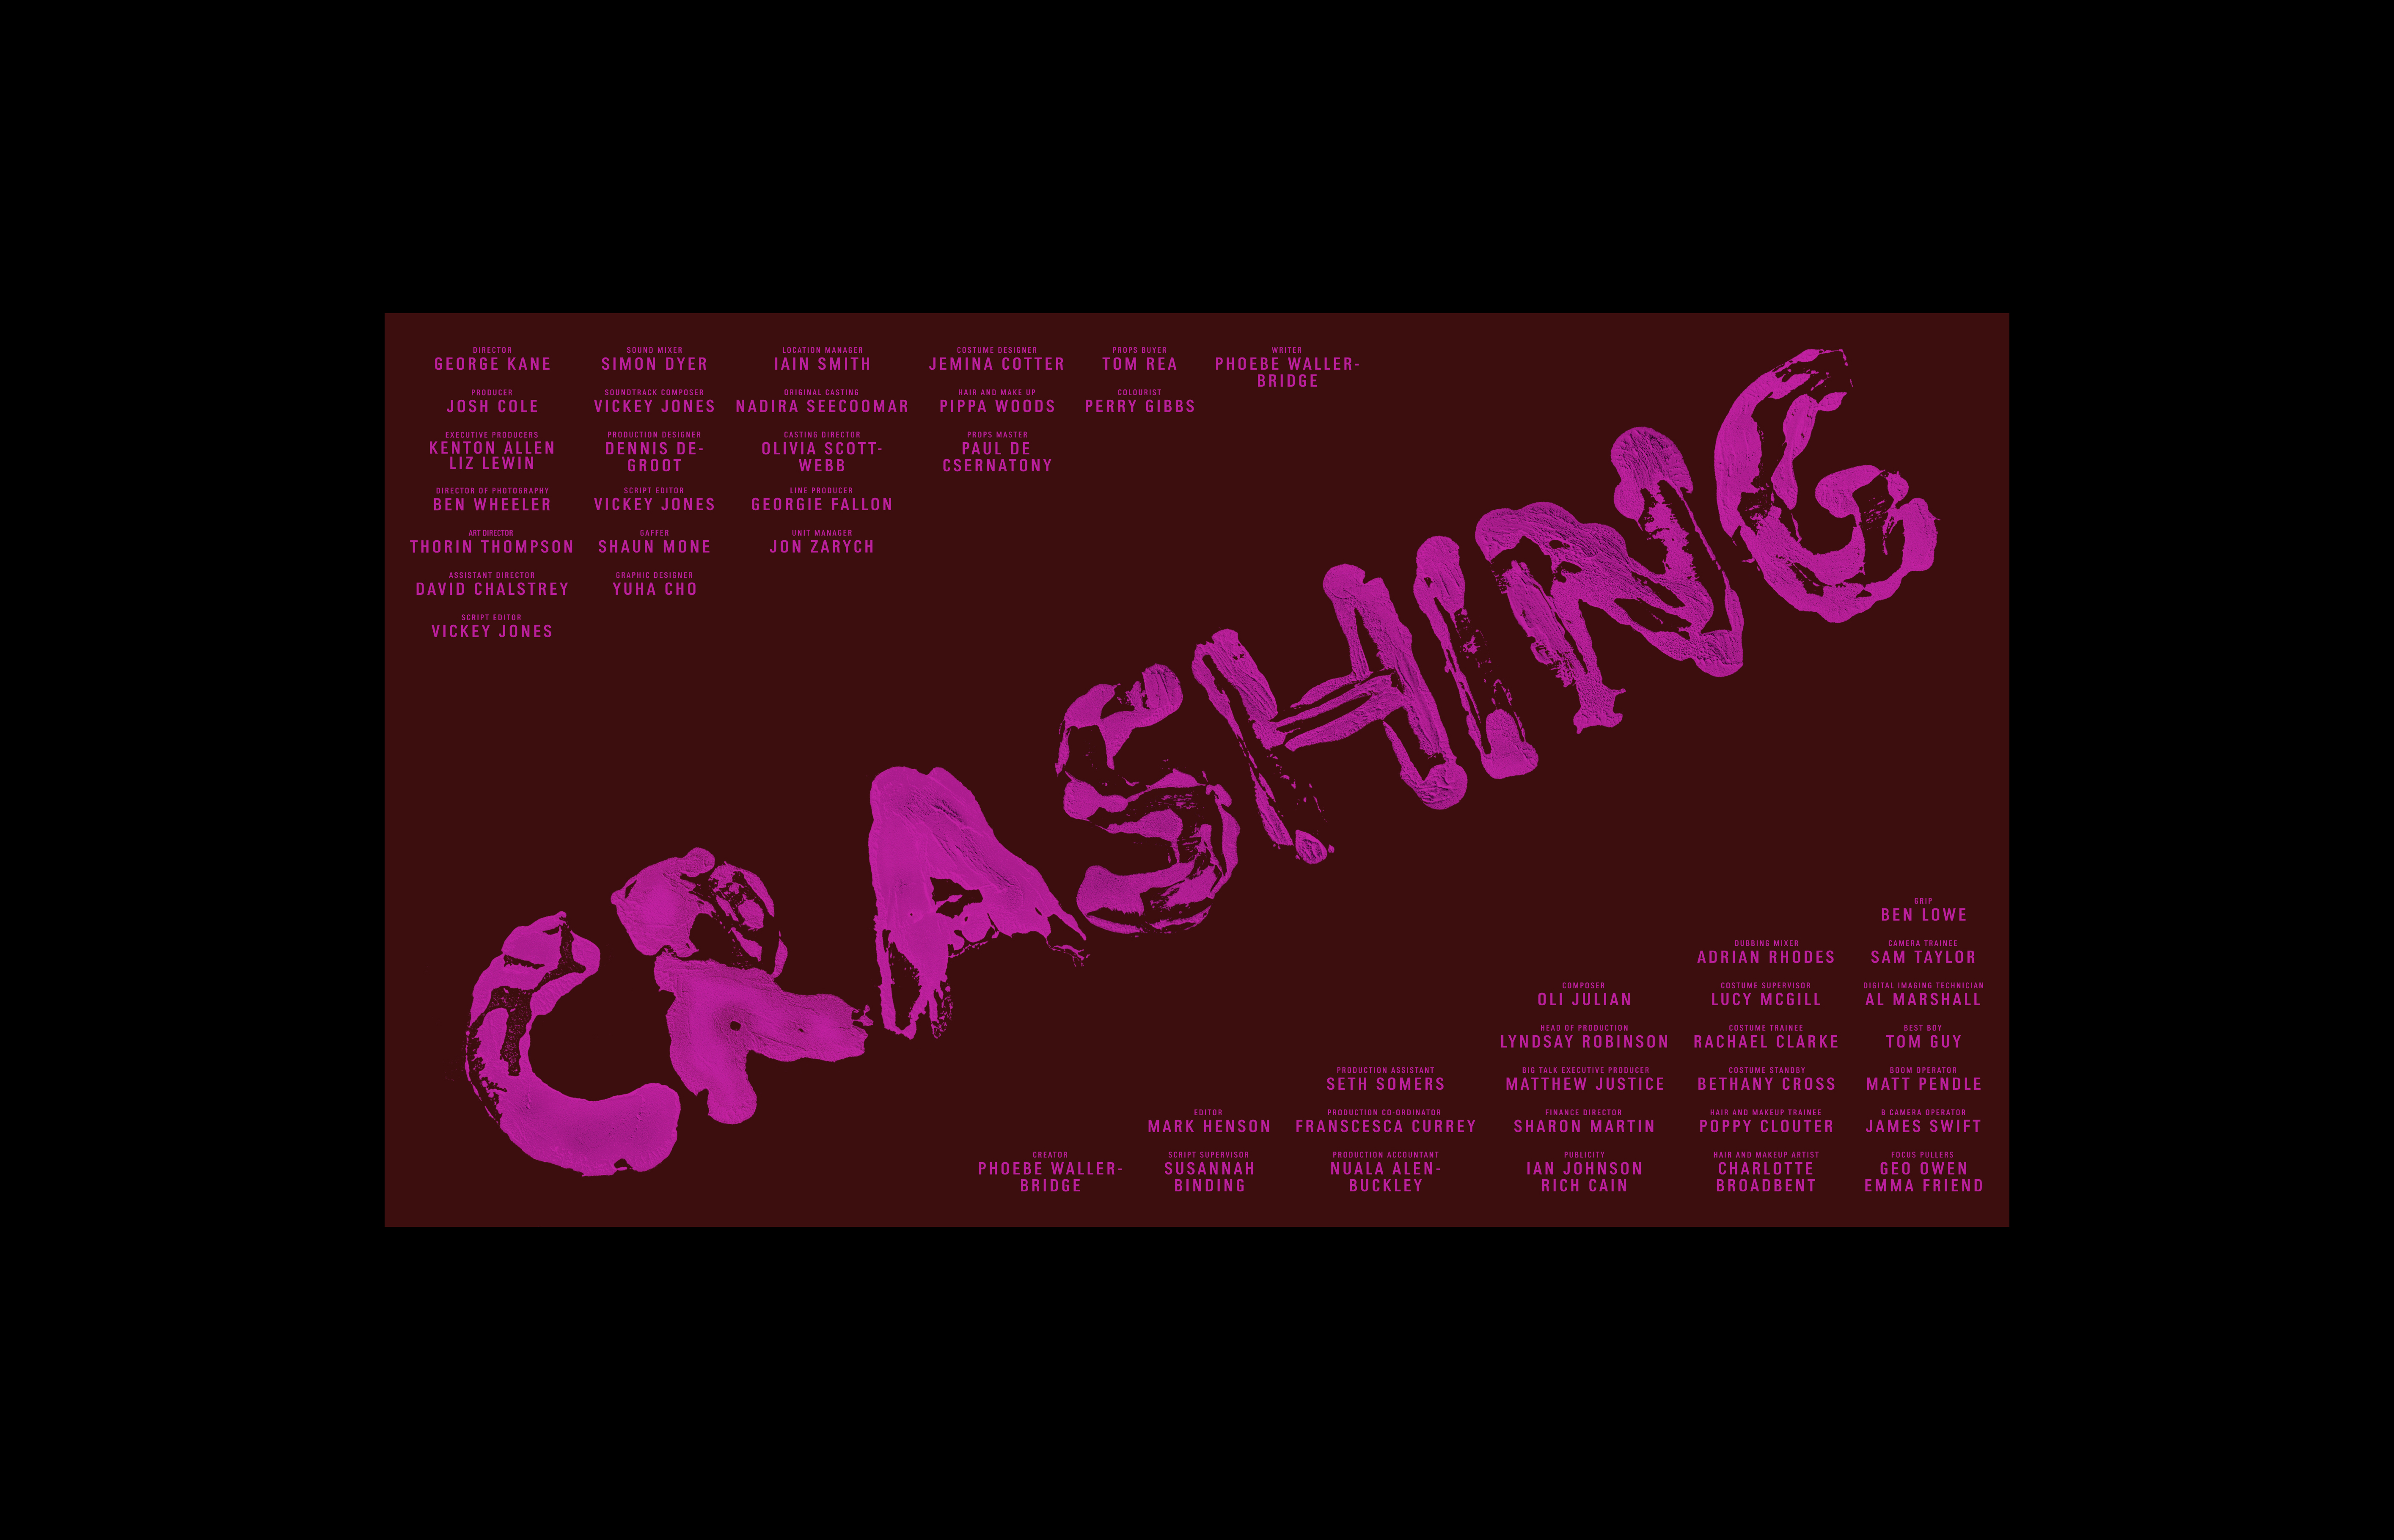 DIRECTOR
GEORGE KANE
PRODUCER
JOSH COLE
EXECUTIVE PRODUCERS
KENTON ALLEN
LIZ LEWIN
DIRECTOR OF PHOTOGRAPHY
BEN WHEELER
ART DIRECTOR
THORIN THOMPSON
ASSISTANT DIRECTOR
DAVID CHALSTREY
SCRIPT EDITOR
VICKEY JONES
SOUND MIXER
SIMON DYER
SOUNDTRACK COMPOSER
VICKEY JONES
PRODUCTION DESIGNER
DENNIS DE-
GROOT
SCRIPT EDITOR
VICKEY JONES
GAFFER
SHAUN MONE
GRAPHIC DESIGNER
YUHA CHO
LOCATION MANAGER
IAIN SMITH
ORIGINAL CASTING
NADIRA SEECOOMAR
CASTING DIRECTOR
OLIVIA SCOTT-
WEBB
LINE PRODUCER
GEORGIE FALLON
UNIT MANAGER
JON ZARYCH
COSTUME DESIGNER
JEMINA COTTER
HAIR AND MAKE UP
PIPPA WOODS
PROPS MASTER
PAUL DE
CSERNATONY
PROPS BUYER
TOM REA
COLOURIST
PERRY GIBBS
WRITER
PHOEBE WALLER-
BRIDGE
CRASHING
CREATOR
PHOEBE WALLER-
BRIDGE
EDITOR
MARK HENSON
SCRIPT SUPERVISOR
SUSANNAH
BINDING
PRODUCTION ASSISTANT
SETH SOMERS
PRODUCTION CO-ORDINATOR
FRANSCESCA CURREY
PRODUCTION ACCOUNTANT
NUALA ALEN-
BUCKLEY
COMPOSER
OLI JULIAN
HEAD OF PRODUCTION
LYNDSAY ROBINSON
BIG TALK EXECUTIVE PRODUCER
MATTHEW JUSTICE
FINANCE DIRECTOR
SHARON MARTIN
PUBLICITY
IAN JOHNSON
RICH CAIN
DUBBING MIXER
ADRIAN RHODES
COSTUME SUPERVISOR
LUCY MCGILL
COSTUME TRAINEE
RACHAEL CLARKE
COSTUME STANDBY
BETHANY CROSS
HAIR AND MAKEUP TRAINEE
POPPY CLOUTER
HAIR AND MAKEUP ARTIST
CHARLOTTE
BROADBENT
GRIP
BEN LOWE
CAMERA TRAINEE
SAM TAYLOR
DIGITAL IMAGING TECHNICIAN
AL MARSHALL
BEST BOY
TOM GUY
BOOM OPERATOR
MATT PENDLE
B CAMERA OPERATOR
JAMES SWIFT
FOCUS PULLERS
GEO OWEN
EMMA FRIEND